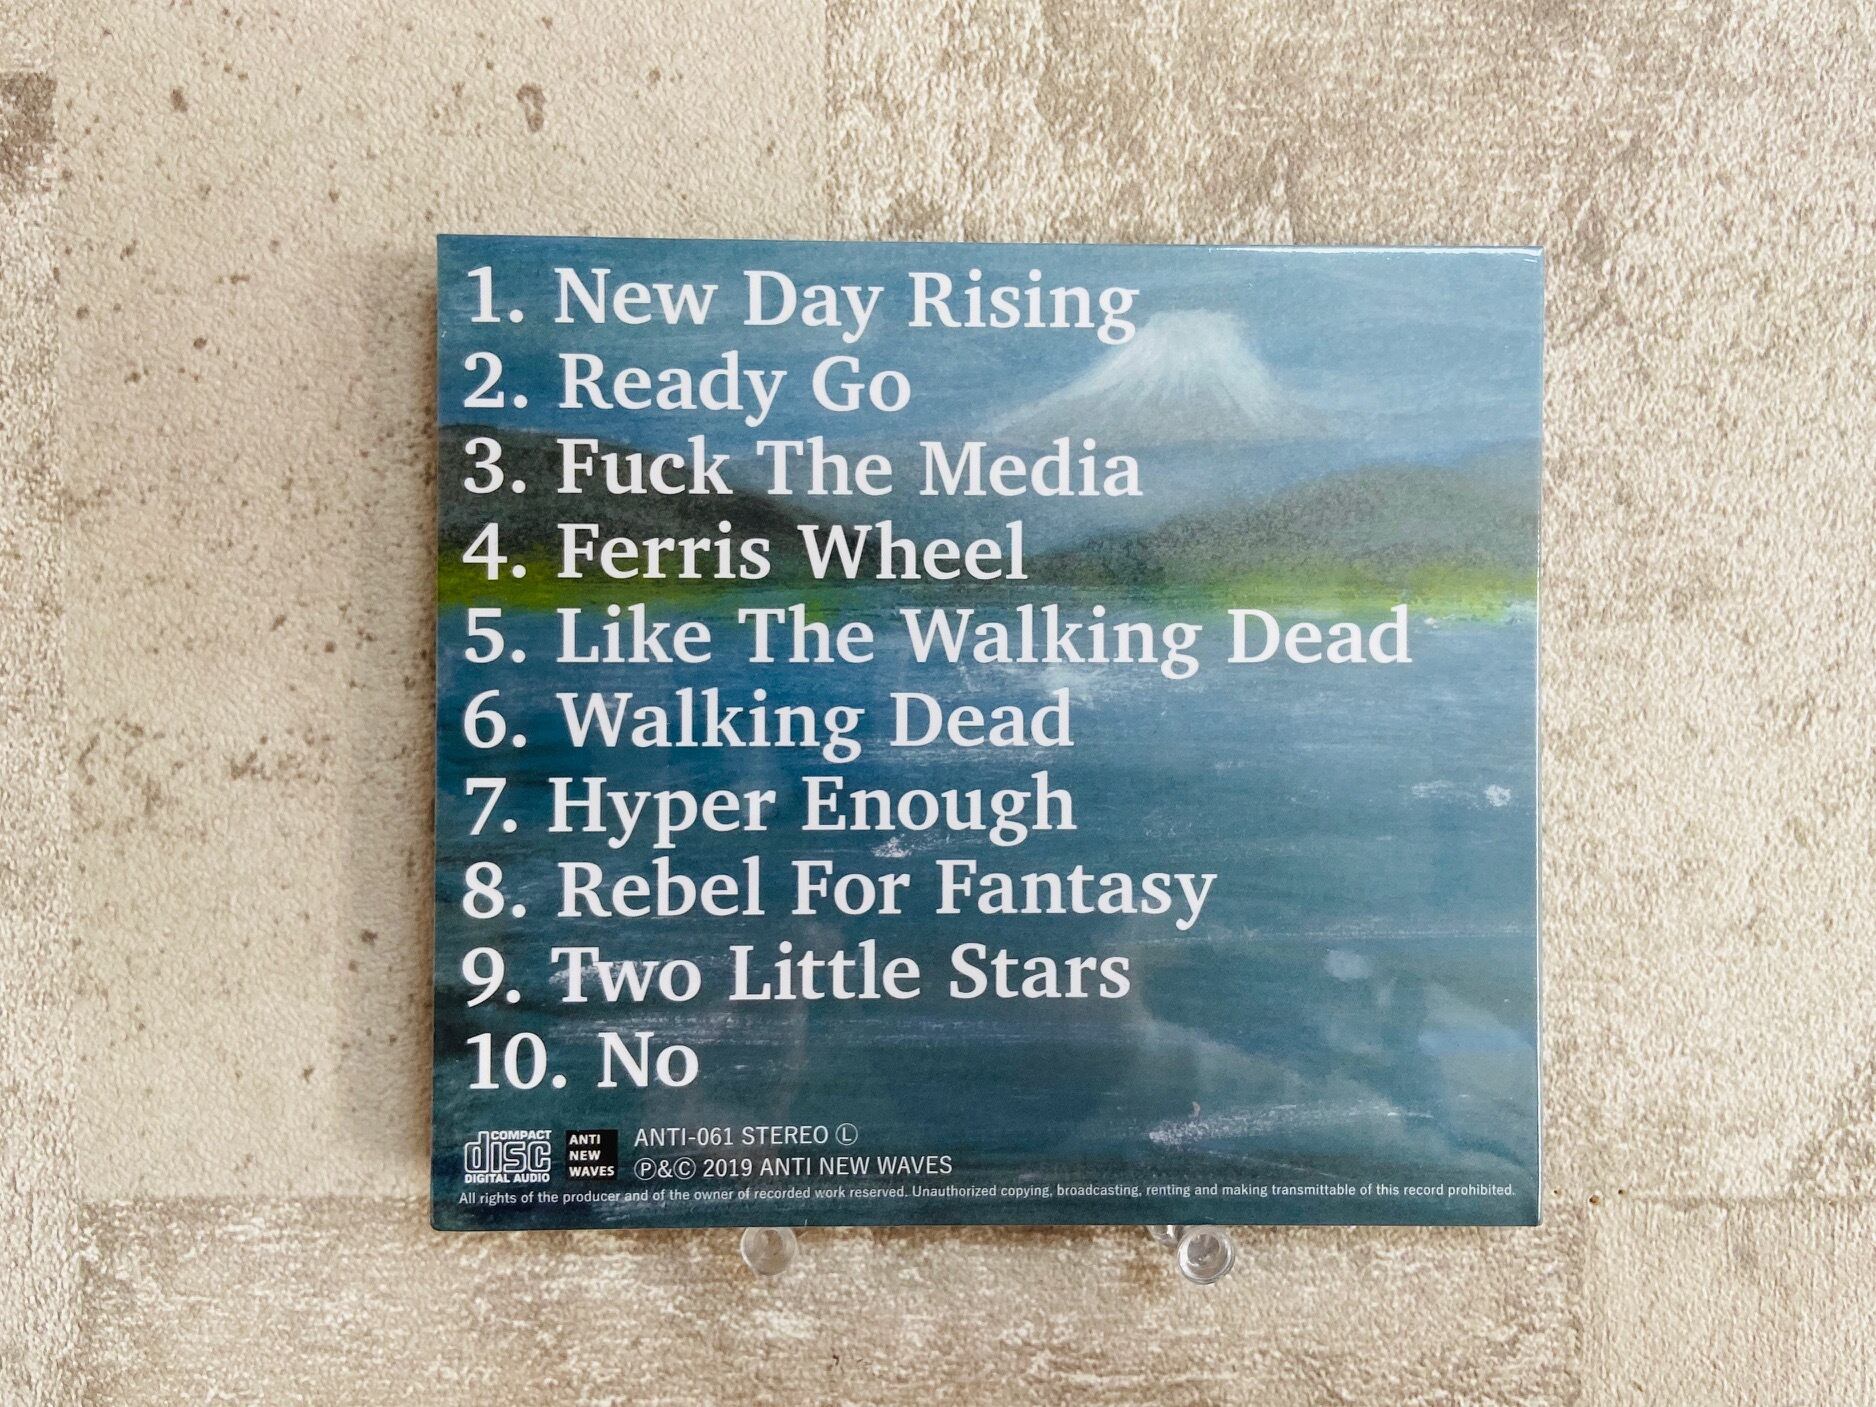 1. New Day Rising
2. Ready Go
3. Fuck The Media
4. Ferris Wheel
5. Like The Walking Dead
6. Walking Dead
7. Hyper Enough
8. Rebel For Fantasy
9. Two Little Stars
10. No
COMPACT
disc
DIGITAL AUDIO
ANTI
NEW
WAVES
ANTI-061 STEREO Ⓛ
Ⓟ&Ⓒ 2019 ANTI NEW WAVES
All rights of the producer and of the owner of recorded work reserved. Unauthorized copying, broadcasting, renting and making transmittable of this record prohibited.